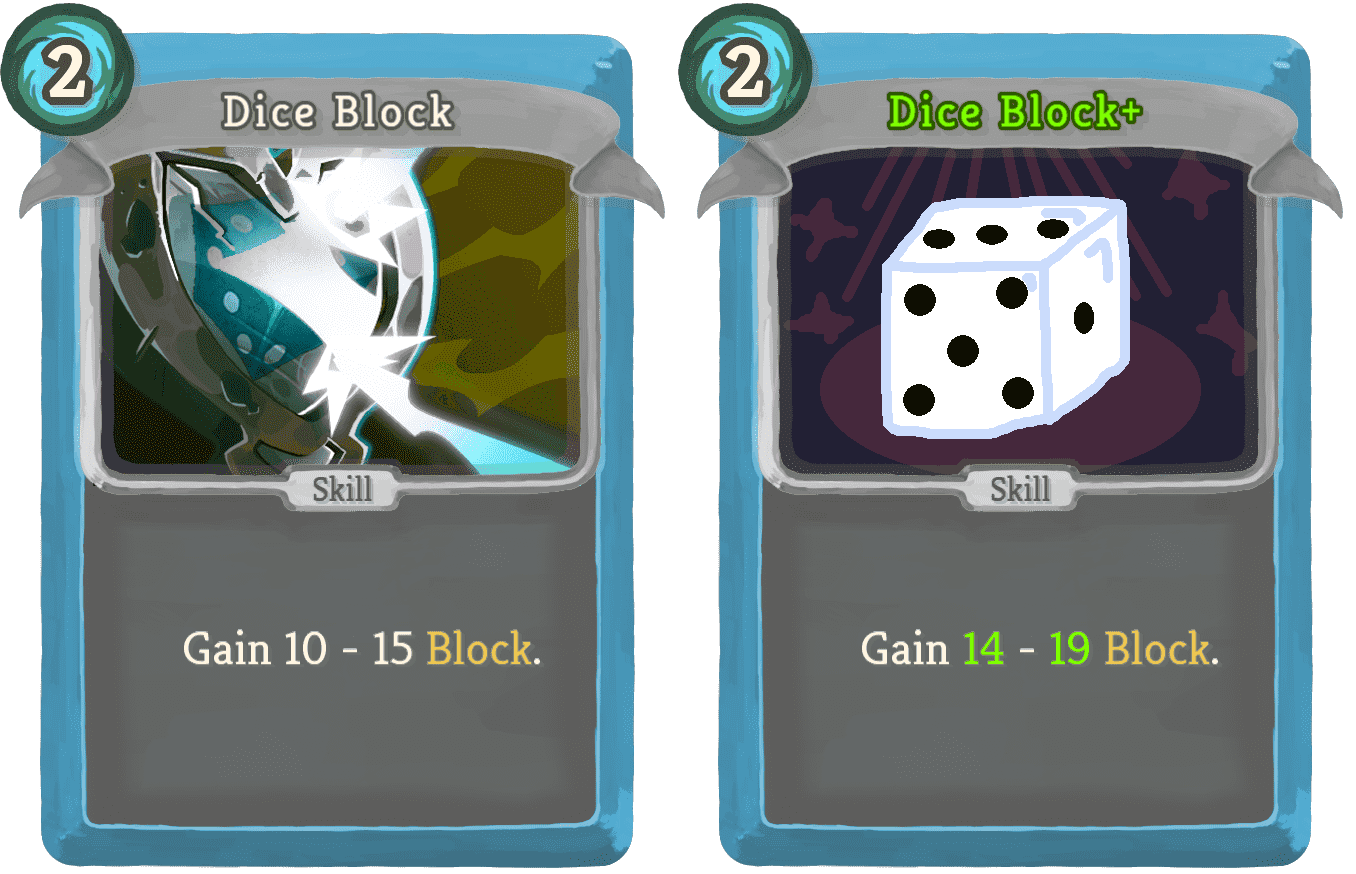 2
Dice Block
Skill
Gain 10 - 15 Block.
2
Dice Block+
Skill
Gain 14 - 19 Block.